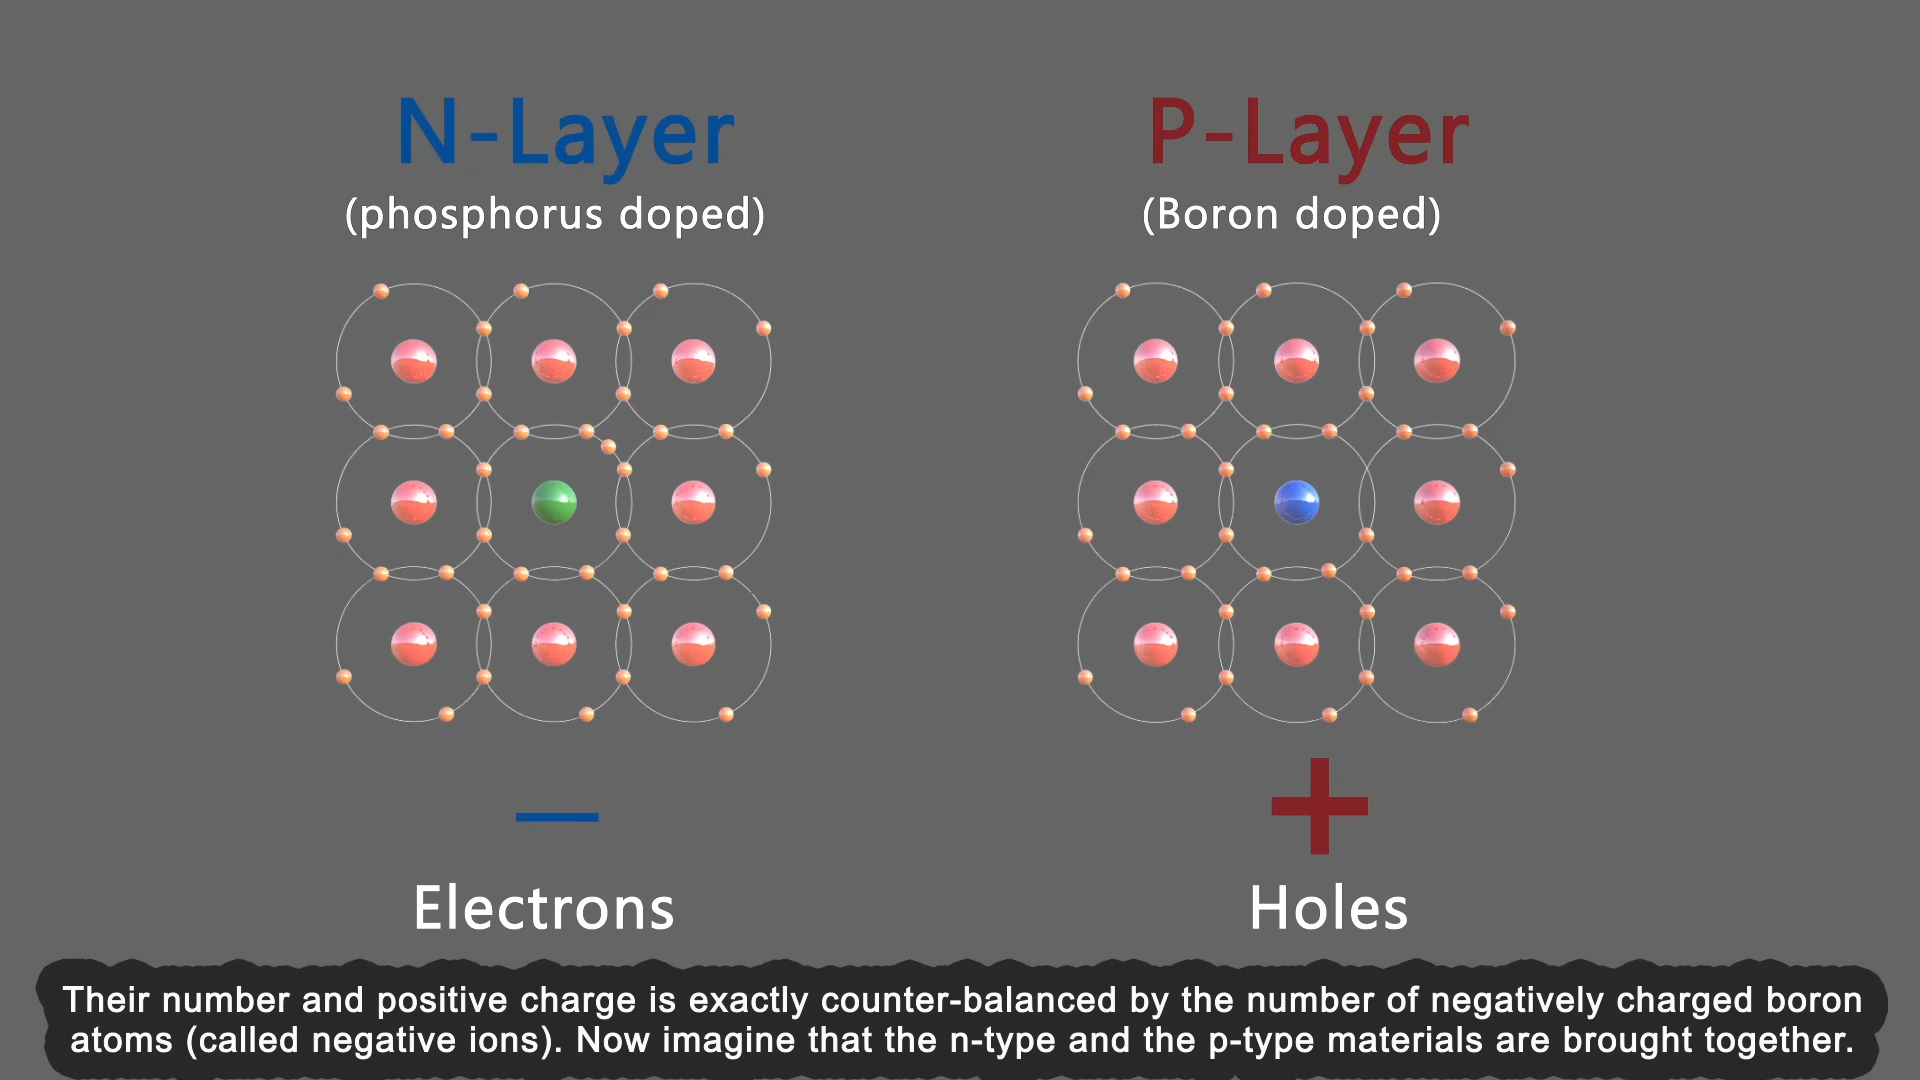 N-Layer
(phosphorus doped)
P-Layer
(Boron doped)
—
Electrons
+
Holes
Their number and positive charge is exactly counter-balanced by the number of negatively charged boron
atoms (called negative ions). Now imagine that the n-type and the p-type materials are brought together.